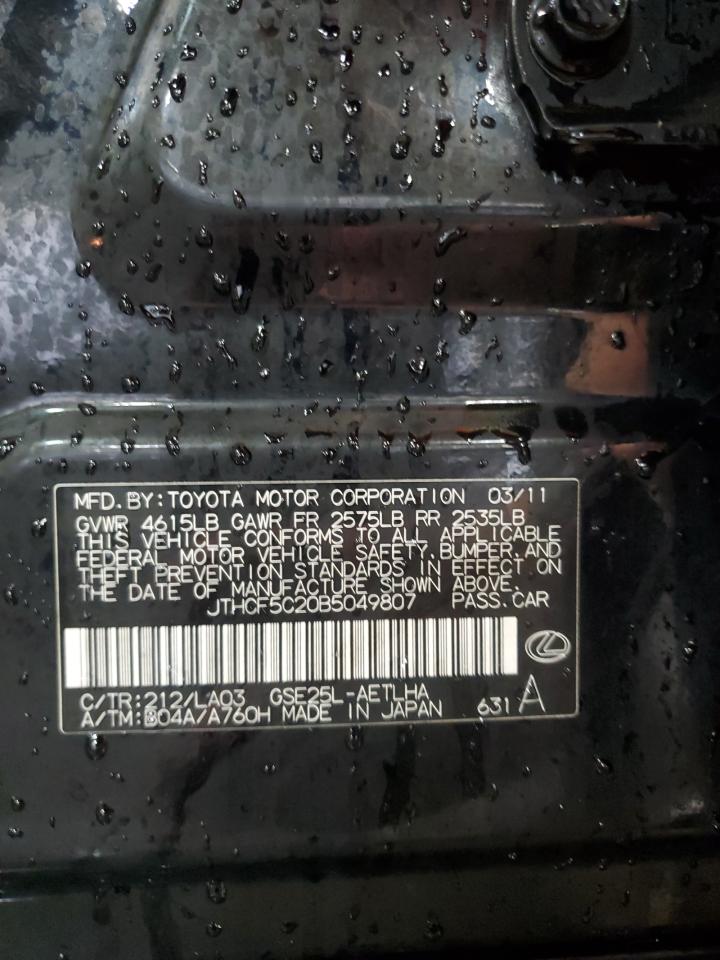 MFD. BY: TOYOTA MOTOR CORPORATION 03/11
GVWR 4615LB GAWR FR 2575LB RR 2535LB
THIS VEHICLE CONFORMS TO ALL APPLICABLE
FEDERAL MOTOR VEHICLE SAFETY, BUMPER, AND
THEFT PREVENTION STANDARDS IN EFFECT ON
THE DATE OF MANUFACTURE SHOWN ABOVE.
JTHCF5C20B5049807 PASS. CAR
C/TR: 212/LA03 GSE25L-AETLHA
A/TM: B04A/A760H MADE IN JAPAN 631 A